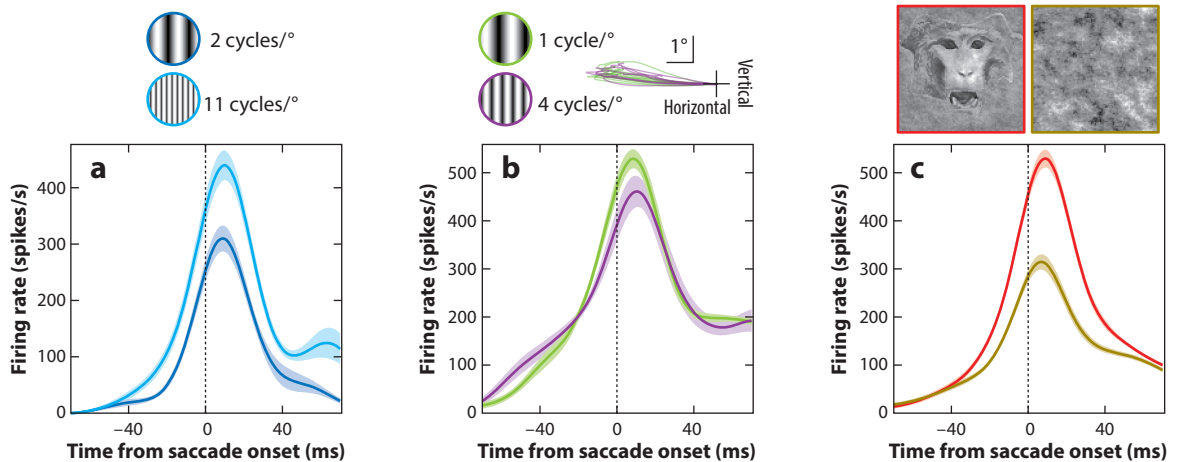 2 cycles/°
11 cycles/°
a
Firing rate (spikes/s)
400
300
200
100
0
−40
0
40
Time from saccade onset (ms)
1 cycle/°
4 cycles/°
1°
Vertical
Horizontal
b
Firing rate (spikes/s)
500
400
300
200
100
0
−40
0
40
Time from saccade onset (ms)
c
Firing rate (spikes/s)
500
400
300
200
100
0
−40
0
40
Time from saccade onset (ms)